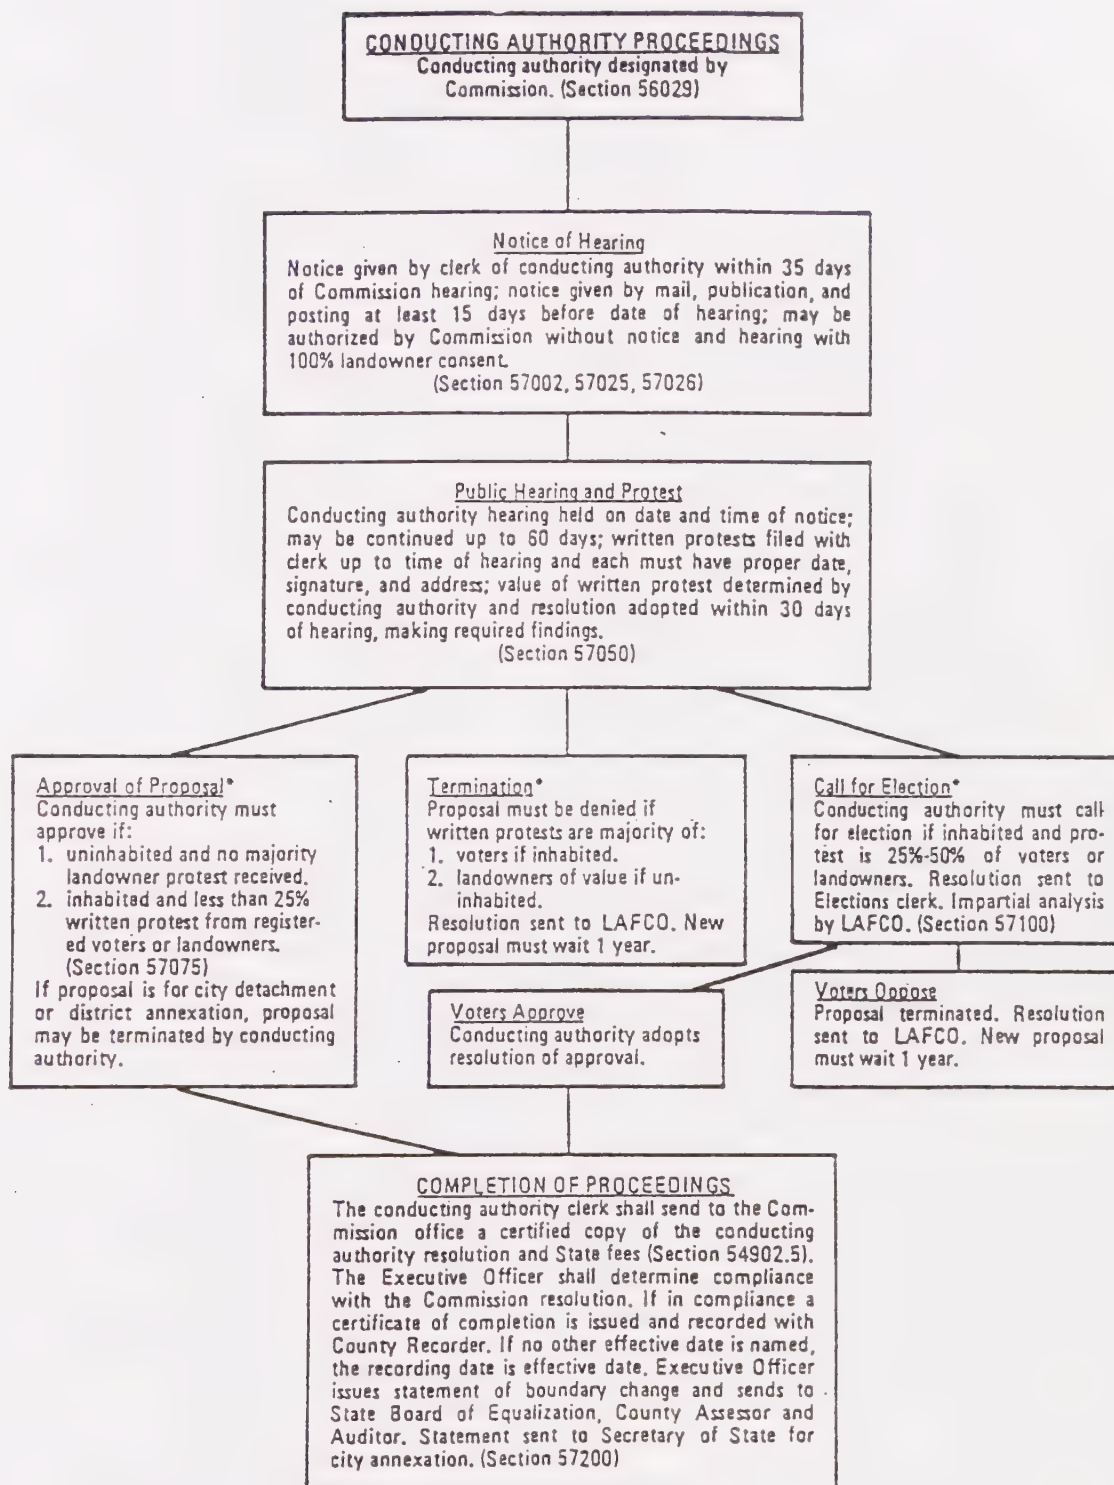 CONDUCTING AUTHORITY PROCEEDINGS
Conducting authority designated by
Commission. (Section 56029)
Notice of Hearing
Notice given by clerk of conducting authority within 35 days
of Commission hearing; notice given by mail, publication, and
posting at least 15 days before date of hearing; may be
authorized by Commission without notice and hearing with
100% landowner consent.
(Section 57002, 57025, 57026)
Public Hearing and Protest
Conducting authority hearing held on date and time of notice;
may be continued up to 60 days; written protests filed with
clerk up to time of hearing and each must have proper date,
signature, and address; value of written protest determined by
conducting authority and resolution adopted within 30 days
of hearing, making required findings.
(Section 57050)
Approval of Proposal*
Conducting authority must
approve if:
1. uninhabited and no majority
landowner protest received.
2. inhabited and less than 25%
written protest from register-
ed voters or landowners.
(Section 57075)
If proposal is for city detachment
or district annexation, proposal
may be terminated by conducting
authority.
Termination*
Proposal must be denied if
written protests are majority of:
1. voters if inhabited.
2. landowners of value if un-
inhabited.
Resolution sent to LAFCO. New
proposal must wait 1 year.
Call for Election*
Conducting authority must call
for election if inhabited and pro-
test is 25%-50% of voters or
landowners. Resolution sent to
Elections clerk. Impartial analysis
by LAFCO. (Section 57100)
Voters Approve
Conducting authority adopts
resolution of approval.
Voters Oppose
Proposal terminated. Resolution
sent to LAFCO. New proposal
must wait 1 year.
COMPLETION OF PROCEEDINGS
The conducting authority clerk shall send to the Com-
mission office a certified copy of the conducting
authority resolution and State fees (Section 54902.5).
The Executive Officer shall determine compliance
with the Commission resolution. If in compliance a
certificate of completion is issued and recorded with
County Recorder. If no other effective date is named,
the recording date is effective date. Executive Officer
issues statement of boundary change and sends to
State Board of Equalization, County Assessor and
Auditor. Statement sent to Secretary of State for
city annexation. (Section 57200)